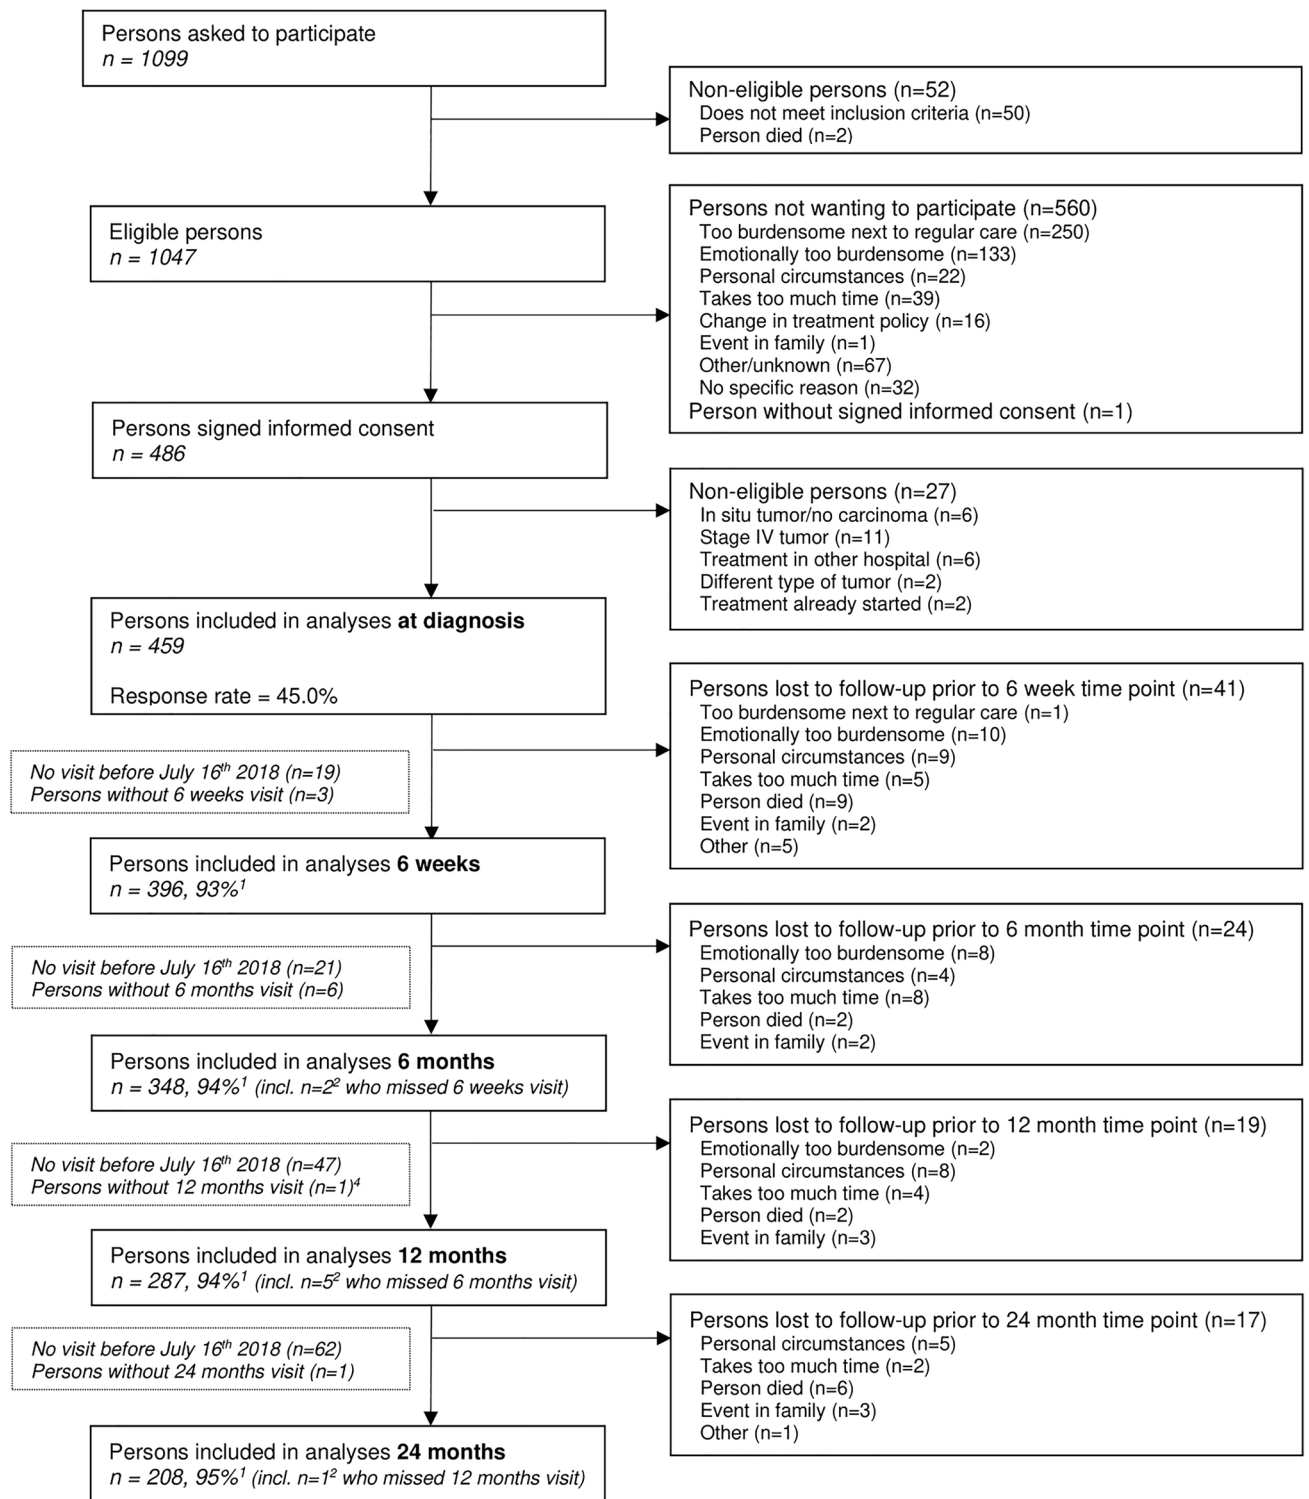 Persons asked to participate
n = 1099
Non-eligible persons (n=52)
Does not meet inclusion criteria (n=50)
Person died (n=2)
Eligible persons
n = 1047
Persons not wanting to participate (n=560)
Too burdensome next to regular care (n=250)
Emotionally too burdensome (n=133)
Personal circumstances (n=22)
Takes too much time (n=39)
Change in treatment policy (n=16)
Event in family (n=1)
Other/unknown (n=67)
No specific reason (n=32)
Person without signed informed consent (n=1)
Persons signed informed consent
n = 486
Non-eligible persons (n=27)
In situ tumor/no carcinoma (n=6)
Stage IV tumor (n=11)
Treatment in other hospital (n=6)
Different type of tumor (n=2)
Treatment already started (n=2)
Persons included in analyses at diagnosis
n = 459
Response rate = 45.0%
Persons lost to follow-up prior to 6 week time point (n=41)
Too burdensome next to regular care (n=1)
Emotionally too burdensome (n=10)
Personal circumstances (n=9)
Takes too much time (n=5)
Person died (n=9)
Event in family (n=2)
Other (n=5)
No visit before July 16th 2018 (n=19)
Persons without 6 weeks visit (n=3)
Persons included in analyses 6 weeks
n = 396, 93%¹
Persons lost to follow-up prior to 6 month time point (n=24)
Emotionally too burdensome (n=8)
Personal circumstances (n=4)
Takes too much time (n=8)
Person died (n=2)
Event in family (n=2)
No visit before July 16th 2018 (n=21)
Persons without 6 months visit (n=6)
Persons included in analyses 6 months
n = 348, 94%¹ (incl. n=2² who missed 6 weeks visit)
Persons lost to follow-up prior to 12 month time point (n=19)
Emotionally too burdensome (n=2)
Personal circumstances (n=8)
Takes too much time (n=4)
Person died (n=2)
Event in family (n=3)
No visit before July 16th 2018 (n=47)
Persons without 12 months visit (n=1)⁴
Persons included in analyses 12 months
n = 287, 94%¹ (incl. n=5² who missed 6 months visit)
Persons lost to follow-up prior to 24 month time point (n=17)
Personal circumstances (n=5)
Takes too much time (n=2)
Person died (n=6)
Event in family (n=3)
Other (n=1)
No visit before July 16th 2018 (n=62)
Persons without 24 months visit (n=1)
Persons included in analyses 24 months
n = 208, 95%¹ (incl. n=1² who missed 12 months visit)